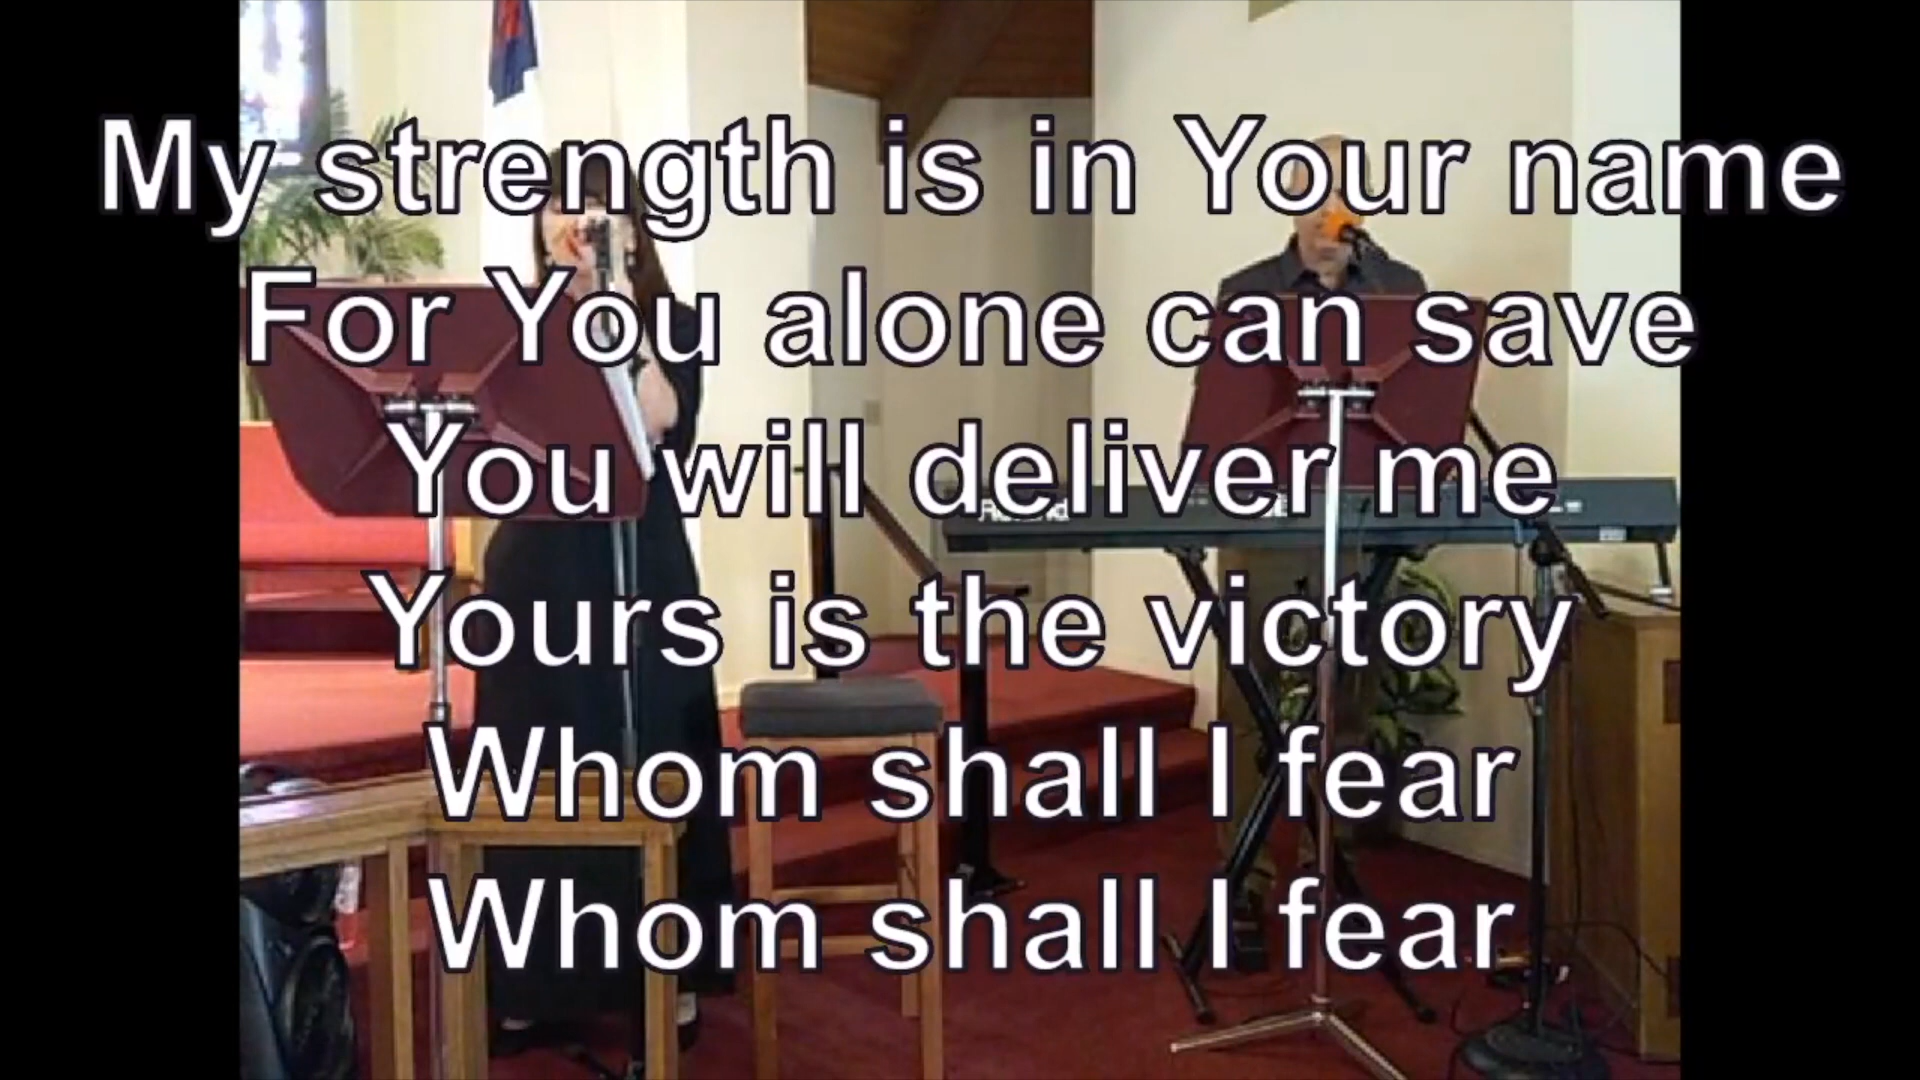 My strength is in Your name
For You alone can save
You will deliver me
Yours is the victory
Whom shall I fear
Whom shall I fear
Roland